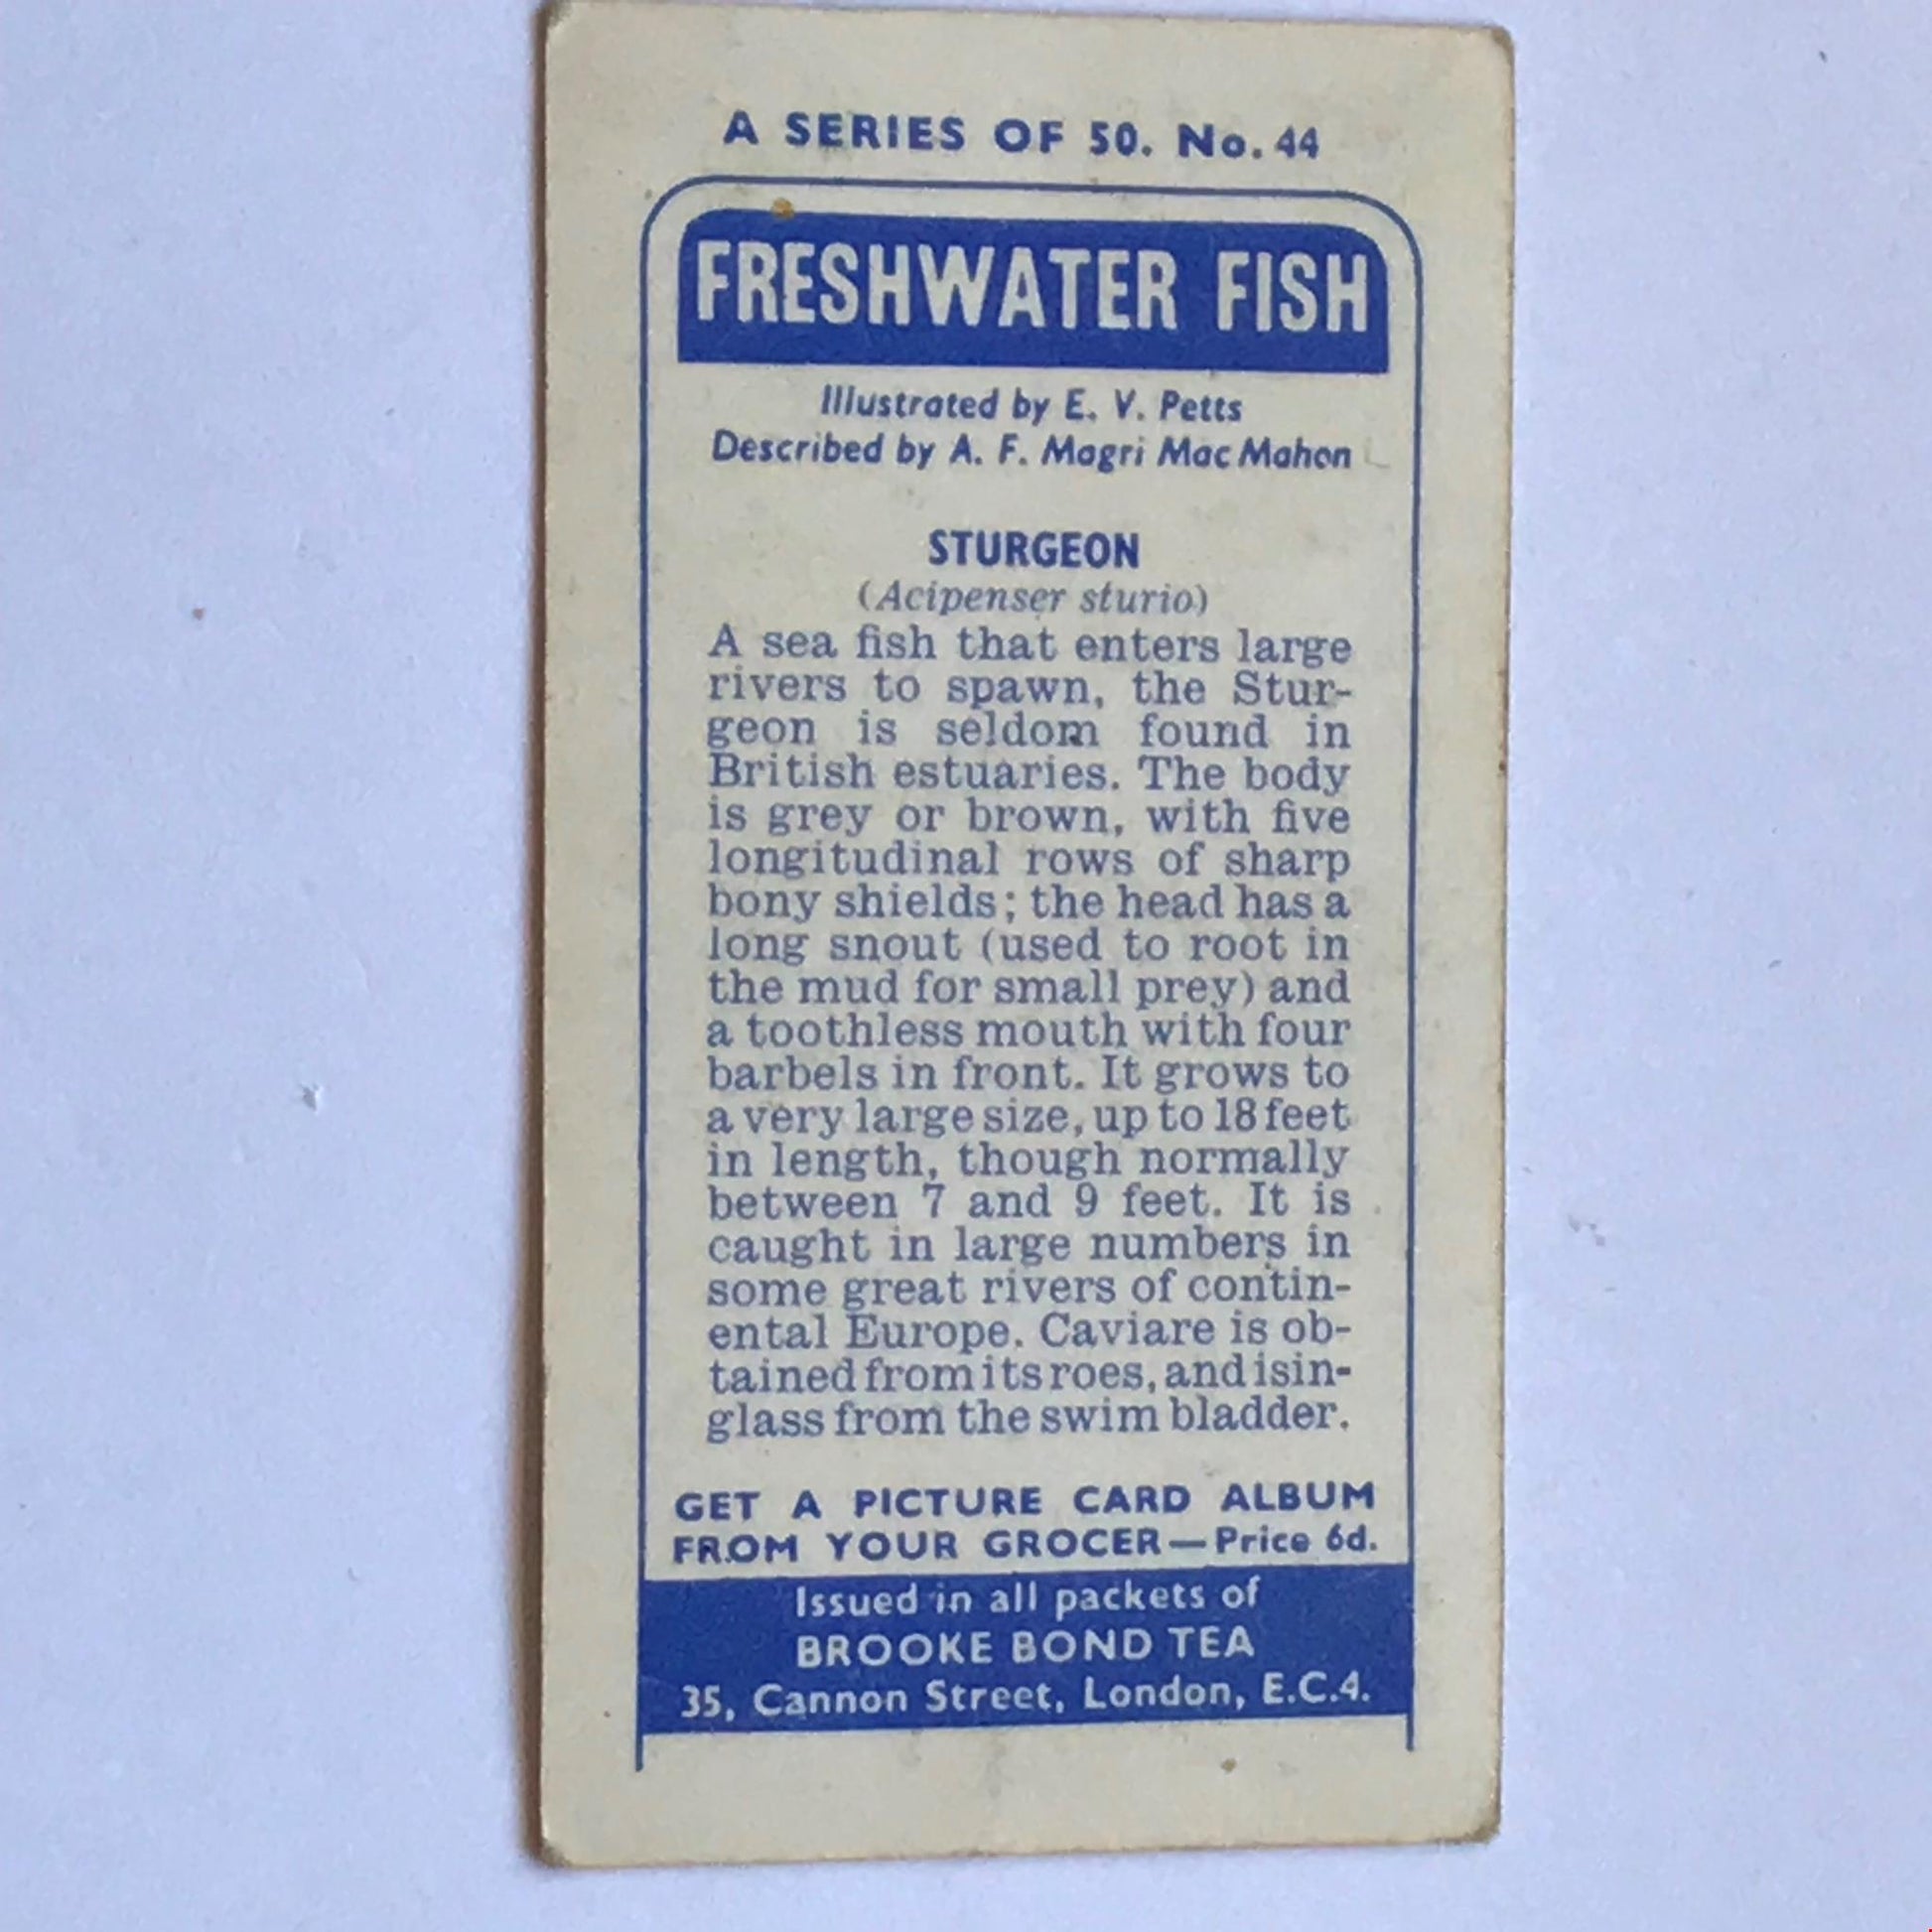 A SERIES OF 50. No. 44
FRESHWATER FISH
Illustrated by E. V. Petts
Described by A. F. Magri Mac Mahon
STURGEON
(Acipenser sturio)
A sea fish that enters large
rivers to spawn, the Stur-
geon is seldom found in
British estuaries. The body
is grey or brown, with five
longitudinal rows of sharp
bony shields; the head has a
long snout (used to root in
the mud for small prey) and
a toothless mouth with four
barbels in front. It grows to
a very large size, up to 18 feet
in length, though normally
between 7 and 9 feet. It is
caught in large numbers in
some great rivers of contin-
ental Europe. Caviare is ob-
tained from its roes, and isin-
glass from the swim bladder.
GET A PICTURE CARD ALBUM
FROM YOUR GROCER—Price 6d.
Issued in all packets of
BROOKE BOND TEA
35, Cannon Street, London, E.C.4.